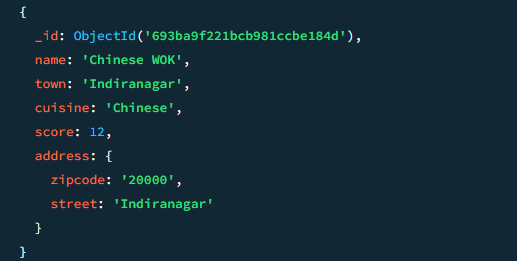 {
  _id: ObjectId('693ba9f221bcb981ccbe184d'),
  name: 'Chinese WOK',
  town: 'Indiranagar',
  cuisine: 'Chinese',
  score: 12,
  address: {
    zipcode: '20000',
    street: 'Indiranagar'
  }
}